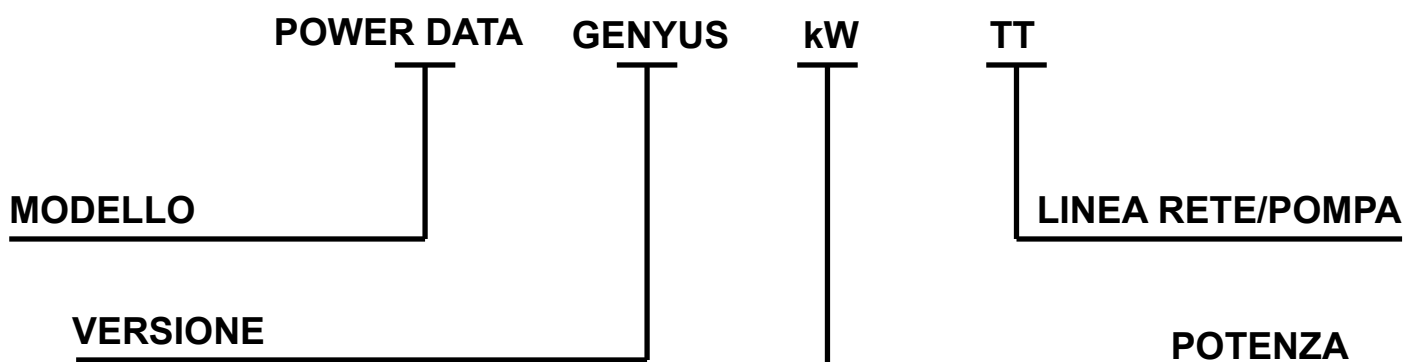 POWER DATA GENYUS kW TT
MODELLO LINEA RETE/POMPA
VERSIONE POTENZA